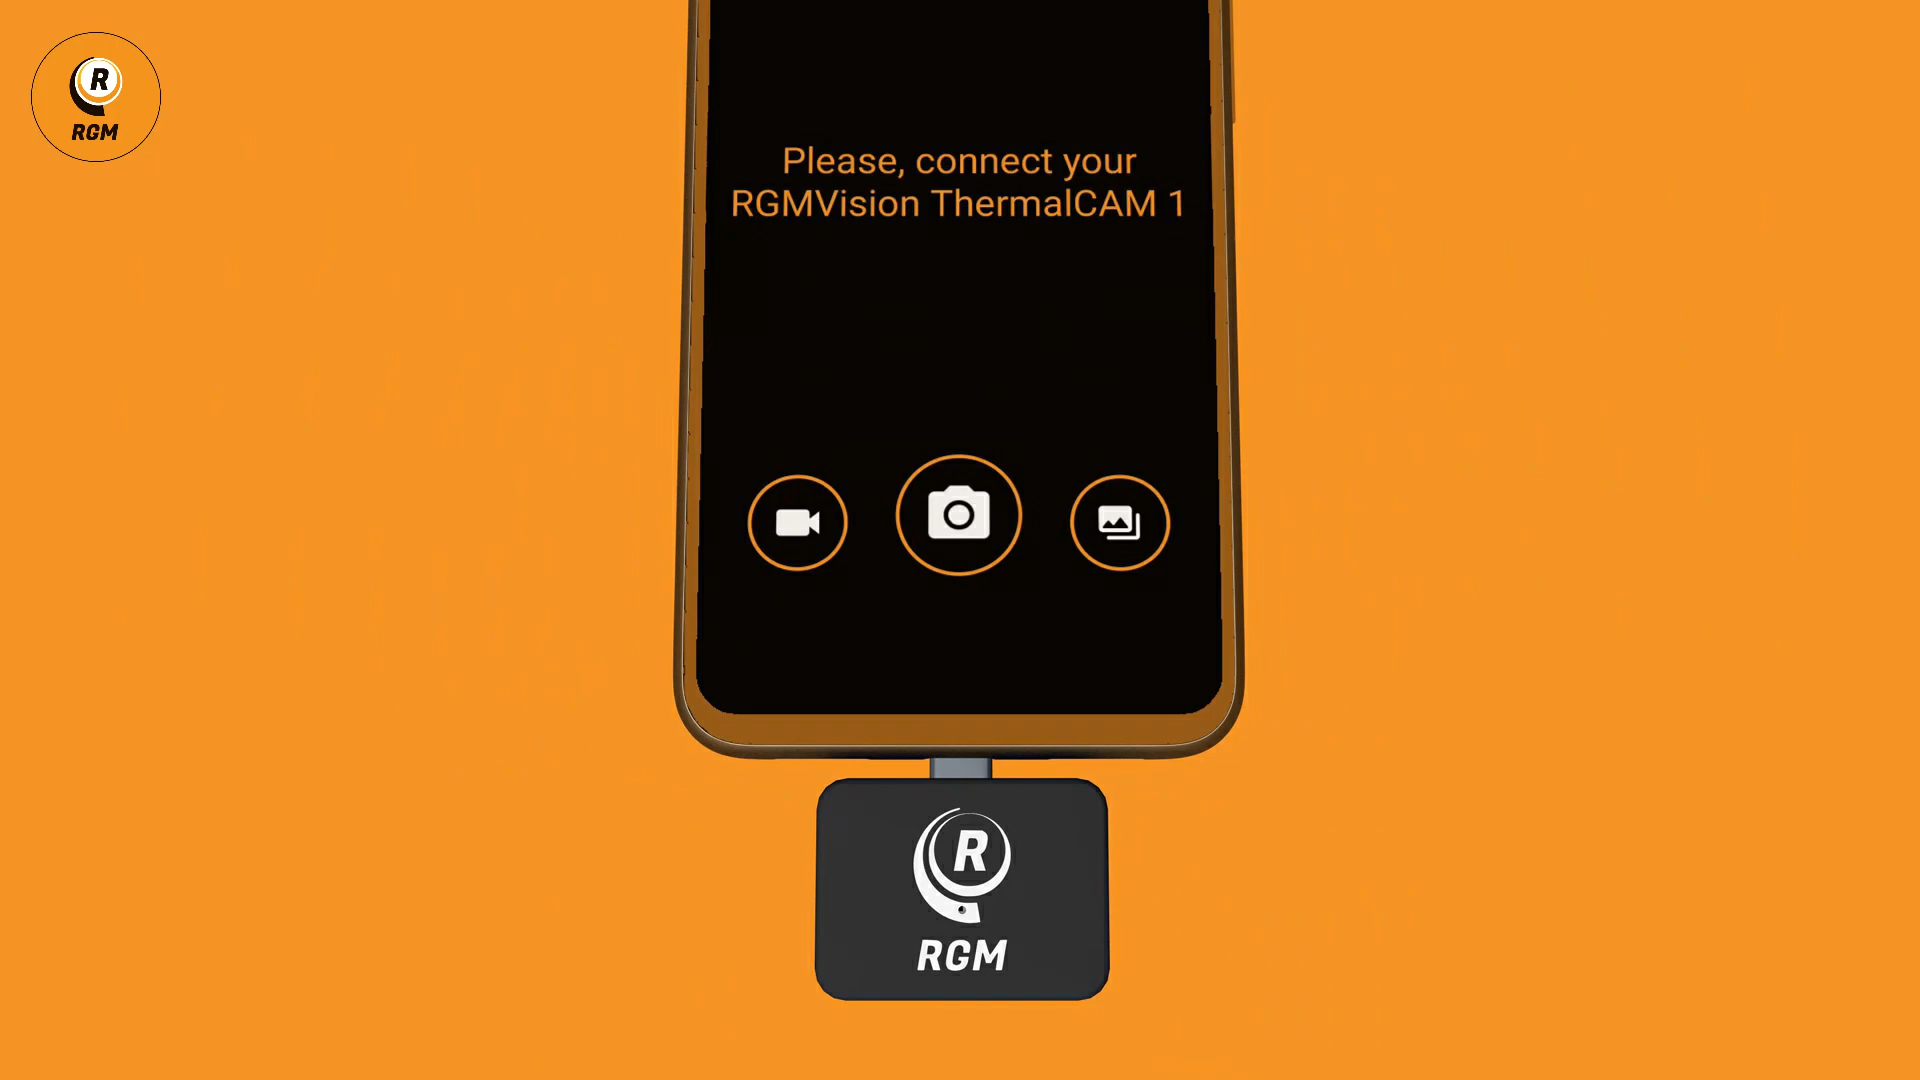 R
RGM
Please, connect your
RGMVision ThermalCAM 1
R
RGM